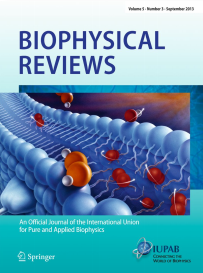 Volume 5 · Number 3 · September 2013
BIOPHYSICAL
REVIEWS
An Official Journal of the International Union
for Pure and Applied Biophysics
Springer
IUPAB
CONNECTING THE
WORLD OF BIOPHYSICS